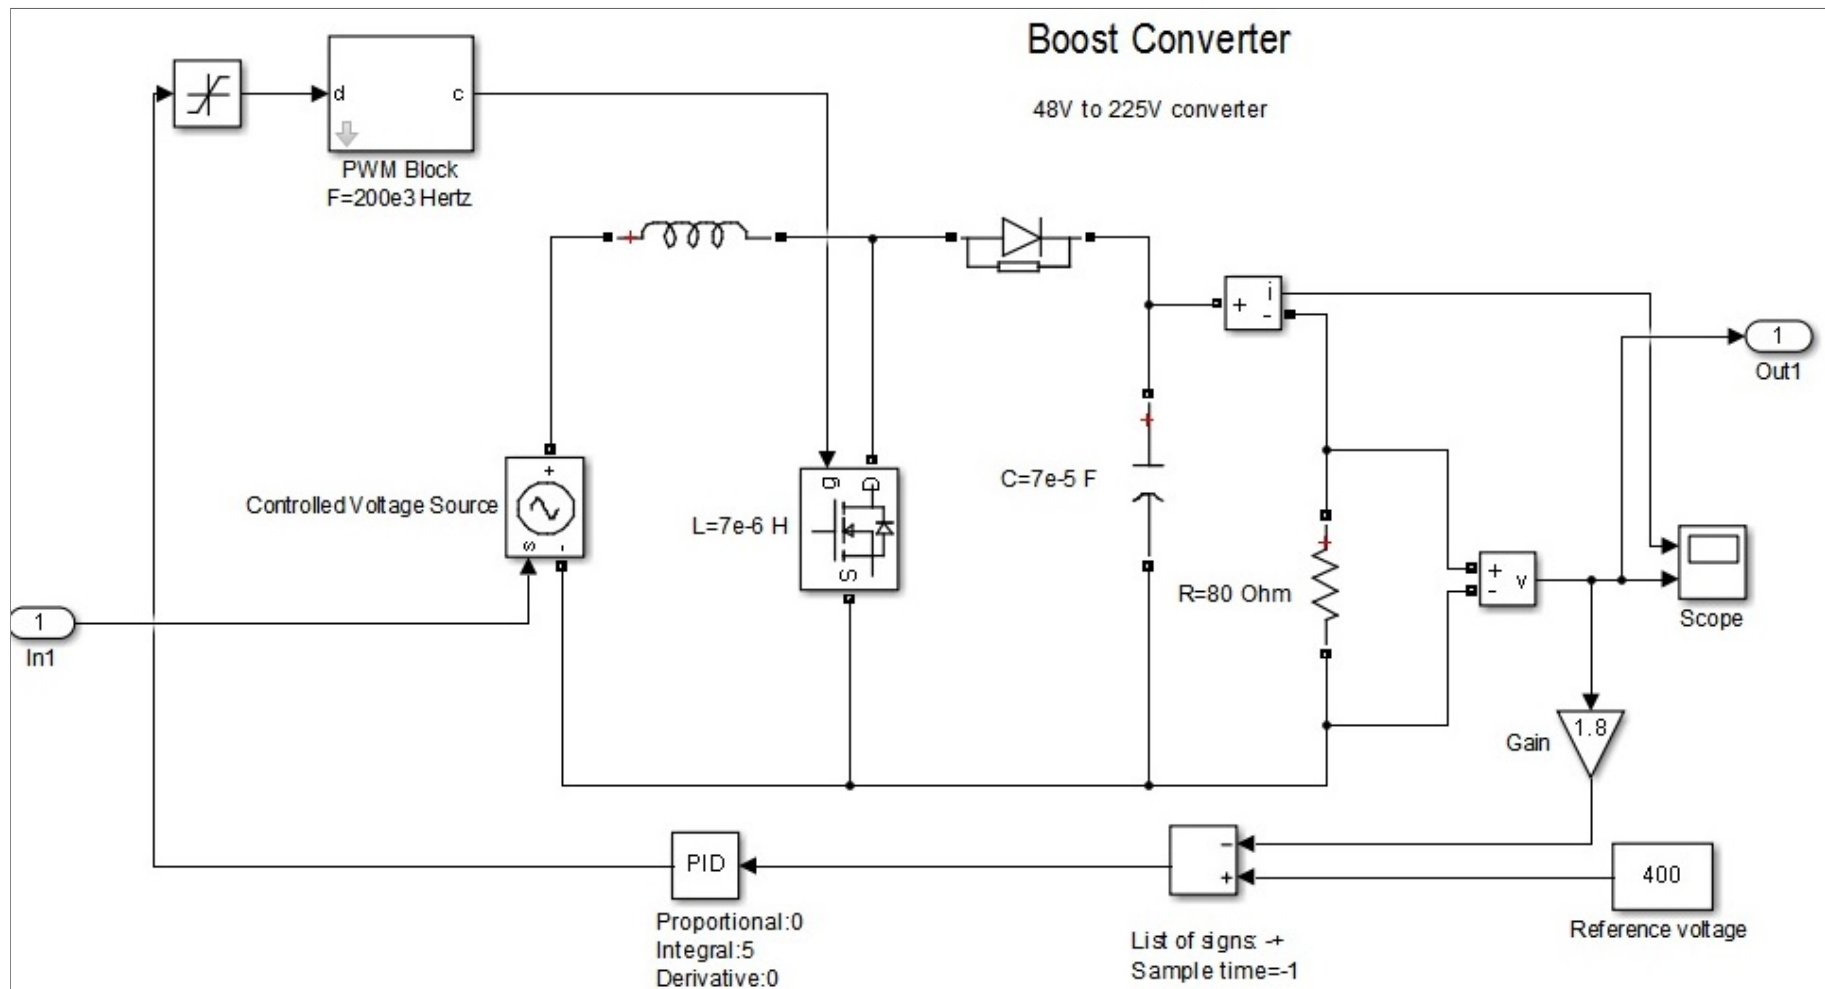 Boost Converter
48V to 225V converter
d
c
PWM Block
F=200e3 Hertz
+
i
-
1
Out1
Controlled Voltage Source
+
s
-
g
D
S
L=7e-6 H
C=7e-5 F
R=80 Ohm
+
-
v
Scope
1
In1
1.8
Gain
PID
Proportional:0
Integral:5
Derivative:0
-
+
List of signs: -+
Sample time=-1
400
Reference voltage